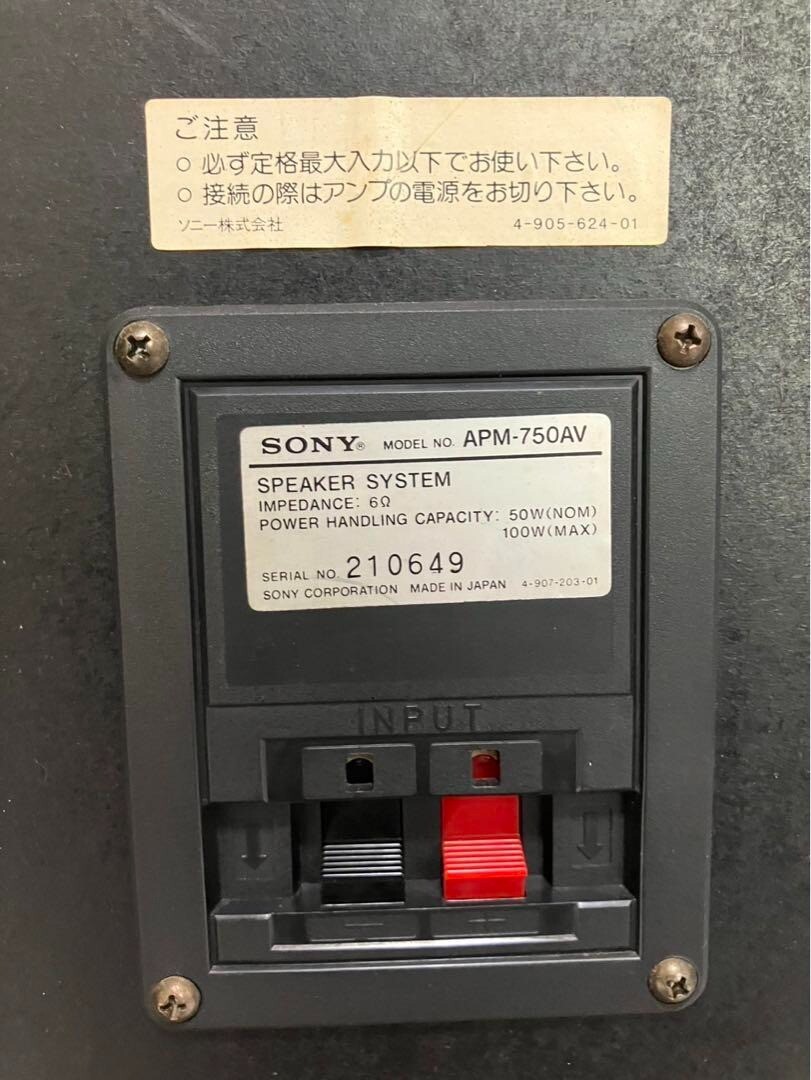 ご注意
○ 必ず定格最大入力以下でお使い下さい。
○ 接続の際はアンプの電源をお切り下さい。
ソニー株式会社 4-905-624-01
SONY® MODEL NO. APM-750AV
SPEAKER SYSTEM
IMPEDANCE: 6Ω
POWER HANDLING CAPACITY: 50W(NOM)
100W(MAX)
SERIAL NO. 210649
SONY CORPORATION MADE IN JAPAN 4-907-203-01
INPUT
− +